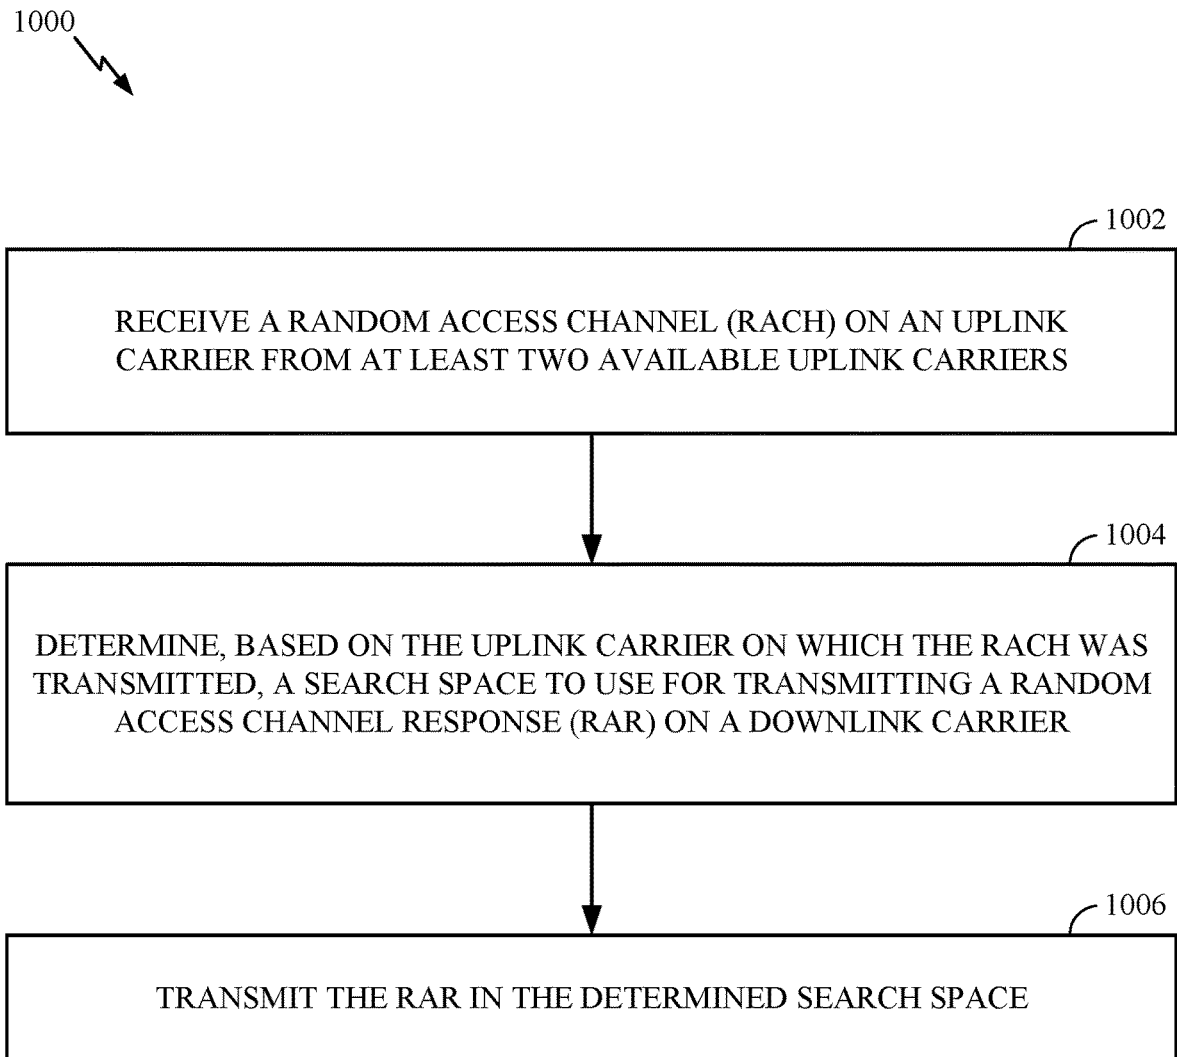 1000
1002
RECEIVE A RANDOM ACCESS CHANNEL (RACH) ON AN UPLINK
CARRIER FROM AT LEAST TWO AVAILABLE UPLINK CARRIERS
1004
DETERMINE, BASED ON THE UPLINK CARRIER ON WHICH THE RACH WAS
TRANSMITTED, A SEARCH SPACE TO USE FOR TRANSMITTING A RANDOM
ACCESS CHANNEL RESPONSE (RAR) ON A DOWNLINK CARRIER
1006
TRANSMIT THE RAR IN THE DETERMINED SEARCH SPACE